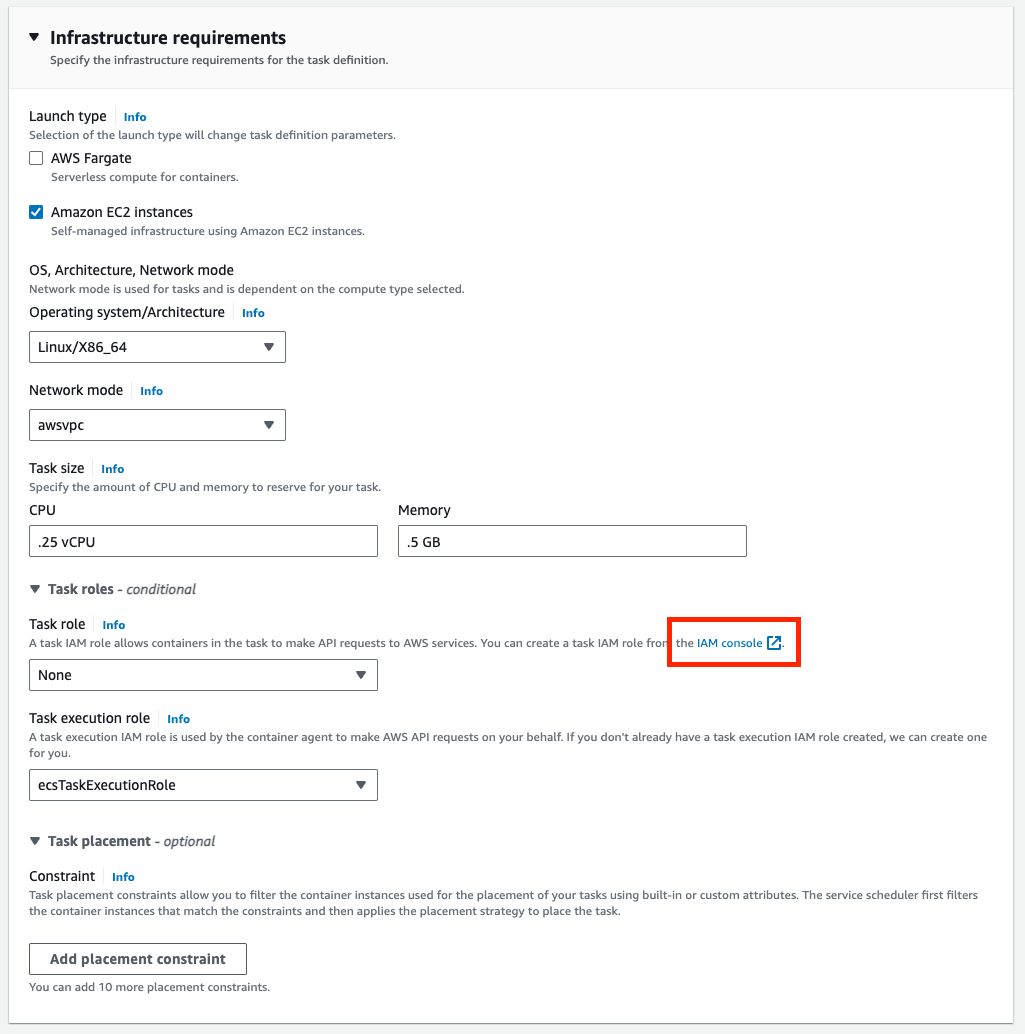 Infrastructure requirements
Specify the infrastructure requirements for the task definition.
Launch type Info
Selection of the launch type will change task definition parameters.
AWS Fargate
Serverless compute for containers.
Amazon EC2 instances
Self-managed infrastructure using Amazon EC2 instances.
OS, Architecture, Network mode
Network mode is used for tasks and is dependent on the compute type selected.
Operating system/Architecture Info
Linux/X86_64
Network mode Info
awsvpc
Task size Info
Specify the amount of CPU and memory to reserve for your task.
CPU Memory
.25 vCPU .5 GB
Task roles - conditional
Task role Info
A task IAM role allows containers in the task to make API requests to AWS services. You can create a task IAM role from the IAM console.
None
Task execution role Info
A task execution IAM role is used by the container agent to make AWS API requests on your behalf. If you don't already have a task execution IAM role created, we can create one
for you.
ecsTaskExecutionRole
Task placement - optional
Constraint Info
Task placement constraints allow you to filter the container instances used for the placement of your tasks using built-in or custom attributes. The service scheduler first filters
the container instances that match the constraints and then applies the placement strategy to place the task.
Add placement constraint
You can add 10 more placement constraints.